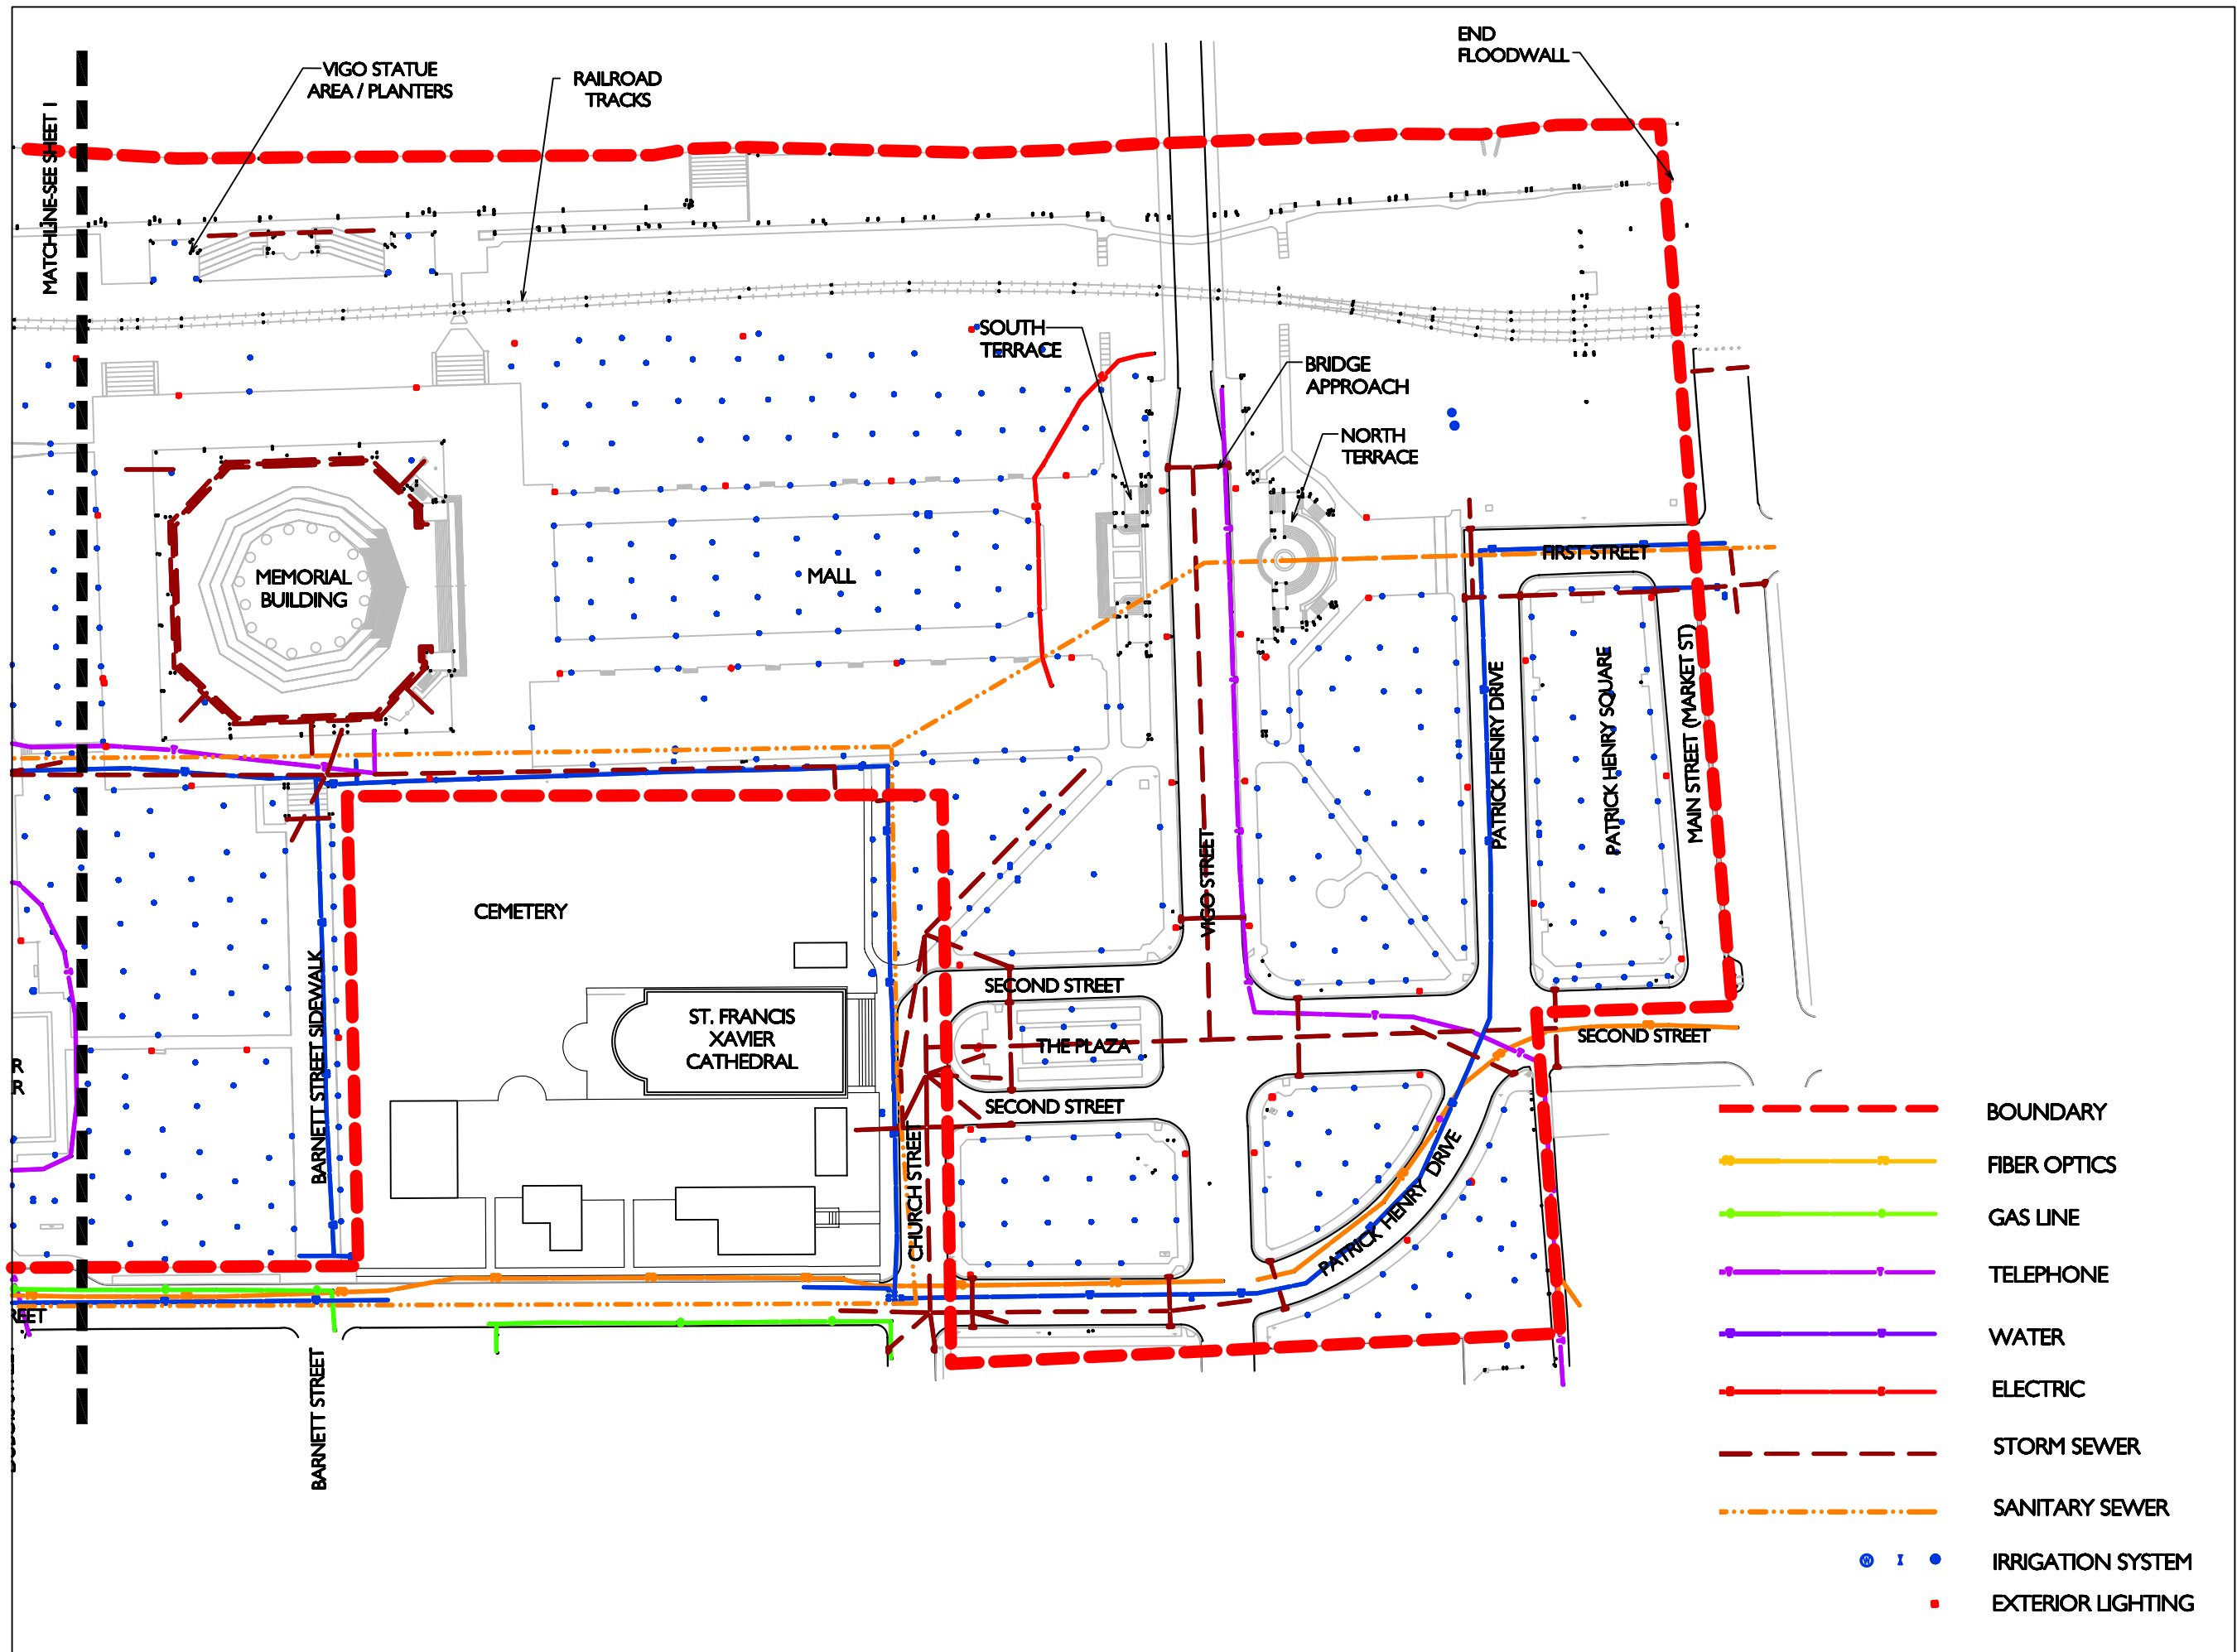 END
FLOODWALL
VIGO STATUE
AREA / PLANTERS
RAILROAD
TRACKS
MATCHLINE-SEE SHEET 1
SOUTH
TERRACE
BRIDGE
APPROACH
NORTH
TERRACE
FIRST STREET
MEMORIAL
BUILDING
MALL
PATRICK HENRY DRIVE
PATRICK HENRY SQUARE
MAIN STREET (MARKET ST)
VIGO STREET
CEMETERY
BARNETT STREET SIDEWALK
SECOND STREET
ST. FRANCIS
XAVIER
CATHEDRAL
THE PLAZA
SECOND STREET
R
R
SECOND STREET
CHURCH STREET
PATRICK HENRY DRIVE
REET
BARNETT STREET
BOUNDARY
FIBER OPTICS
GAS LINE
TELEPHONE
WATER
ELECTRIC
STORM SEWER
SANITARY SEWER
IRRIGATION SYSTEM
EXTERIOR LIGHTING